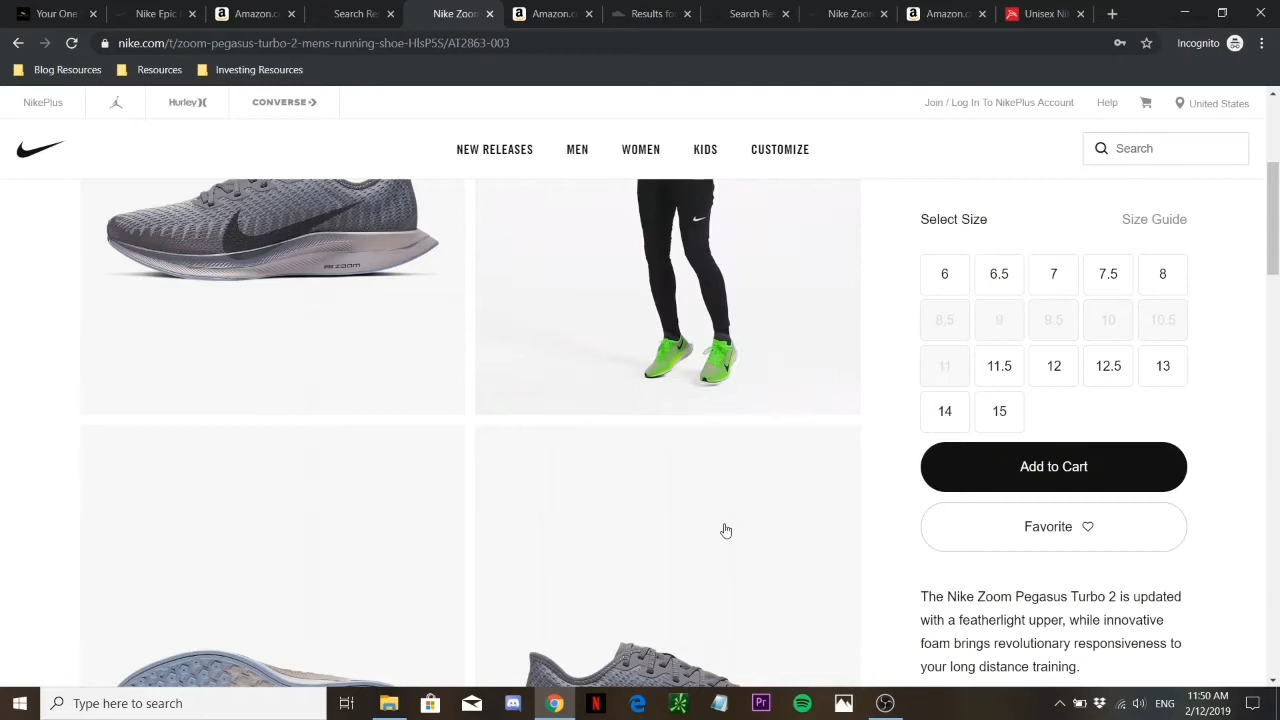 Your One
Nike Epic
Amazon.c
Search Re
Nike Zoo
Amazon.c
Results fo
Search Re
Nike Zoo
Amazon.c
Unisex Ni
nike.com/t/zoom-pegasus-turbo-2-mens-running-shoe-HlsP5S/AT2863-003
Incognito
Blog Resources
Resources
Investing Resources
NikePlus
Hurley
CONVERSE
Join / Log In To NikePlus Account
Help
United States
NEW RELEASES
MEN
WOMEN
KIDS
CUSTOMIZE
Search
Select Size
Size Guide
6 6.5 7 7.5 8
8.5 9 9.5 10 10.5
11 11.5 12 12.5 13
14 15
Add to Cart
Favorite
The Nike Zoom Pegasus Turbo 2 is updated
with a featherlight upper, while innovative
foam brings revolutionary responsiveness to
your long distance training.
Type here to search
ENG
11:50 AM
2/12/2019